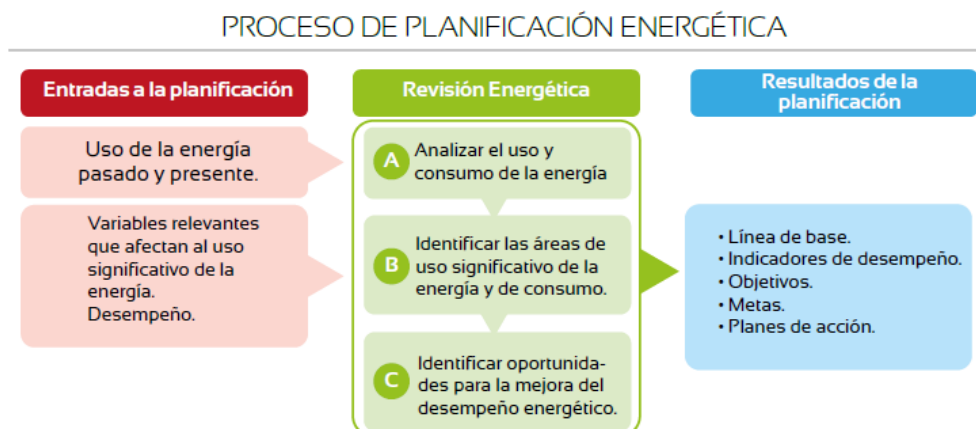 PROCESO DE PLANIFICACIÓN ENERGÉTICA
Entradas a la planificación
Uso de la energía
pasado y presente.
Variables relevantes
que afectan al uso
significativo de la
energía.
Desempeño.
Revisión Energética
A
Analizar el uso y
consumo de la energía
B
Identificar las áreas de
uso significativo de la
energía y de consumo.
C
Identificar oportunida-
des para la mejora del
desempeño energético.
Resultados de la
planificación
• Línea de base.
• Indicadores de desempeño.
• Objetivos.
• Metas.
• Planes de acción.